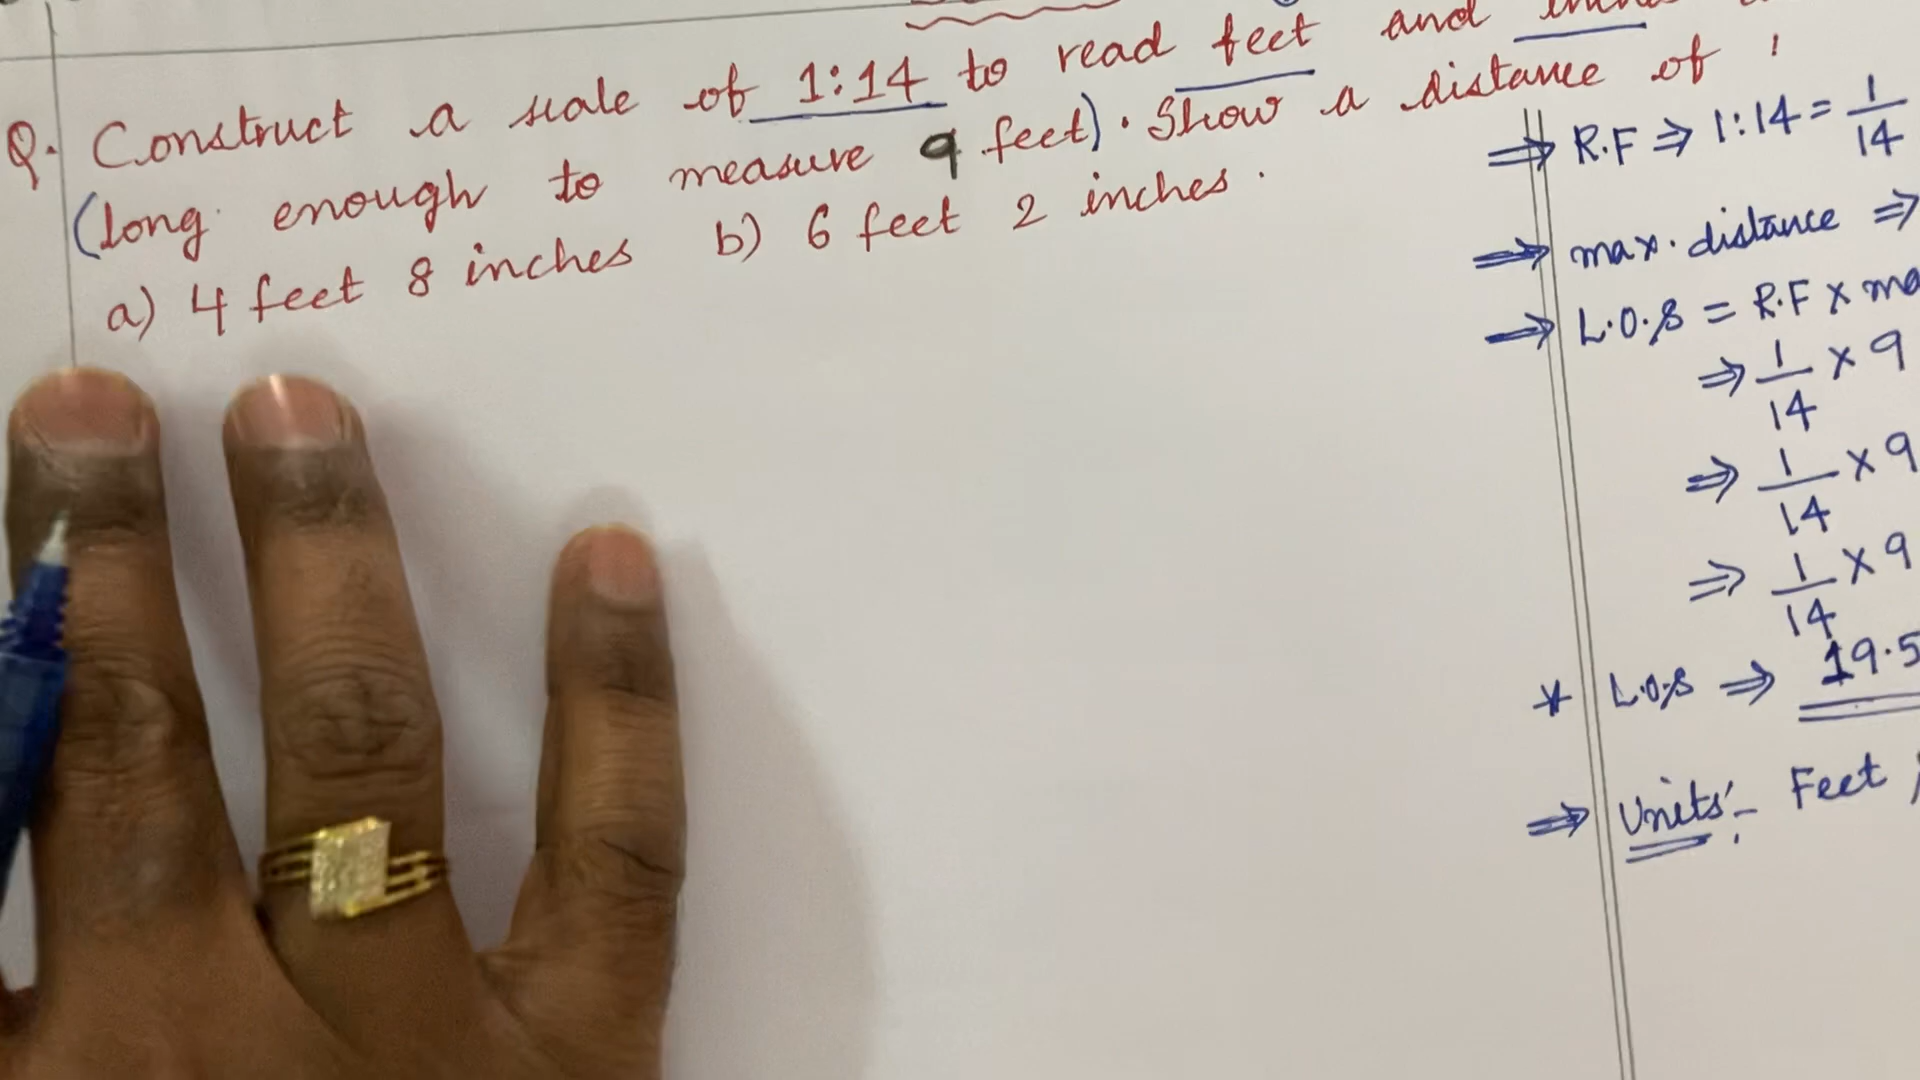 Q. Construct a scale of 1:14 to read feet and
(long enough to measure 9 feet). Show a distance of
a) 4 feet 8 inches b) 6 feet 2 inches.
⇒ R.F ⇒ 1:14 = 1/14
⇒ max. distance ⇒
⇒ L.O.S = R.F X
⇒ 1/14 X 9
⇒ 1/14 X 9
⇒ 1/14 X 9
* L.O.S ⇒ 19.5
⇒ Units:- Feet